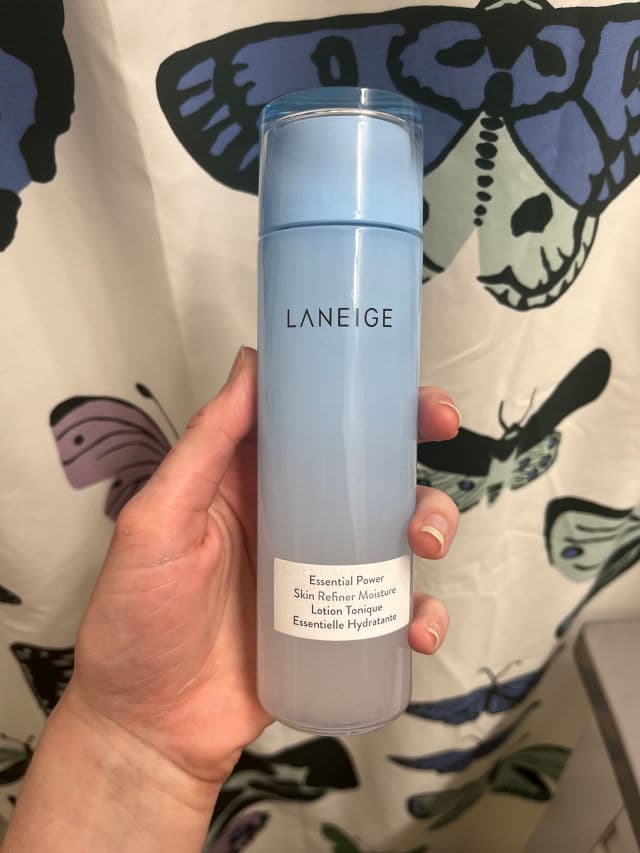 LANEIGE
Essential Power
Skin Refiner Moisture
Lotion Tonique
Essentielle Hydratante